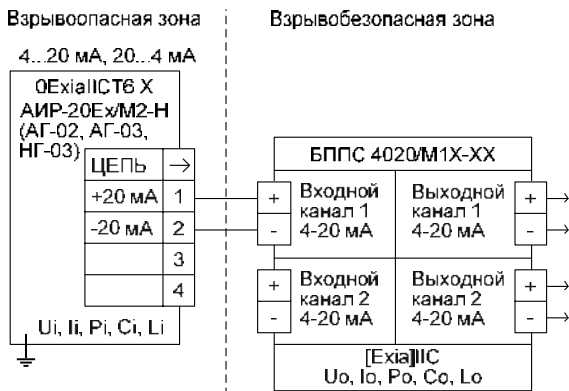 Взрывоопасная зона
Взрывобезопасная зона
4...20 мА, 20...4 мА
0ExiaIICT6 X
АИР-20Ex/М2-Н
(АГ-02, АГ-03,
НГ-03)
ЦЕПЬ →
+20 мА 1
-20 мА 2
3
4
Ui, Ii, Pi, Ci, Li
БППС 4020/М1Х-ХХ
+ Входной
канал 1
- 4-20 мА
Выходной +
канал 1
4-20 мА -
+ Входной
канал 2
- 4-20 мА
Выходной +
канал 2
4-20 мА -
[Exia]IIC
Uo, Io, Po, Co, Lo